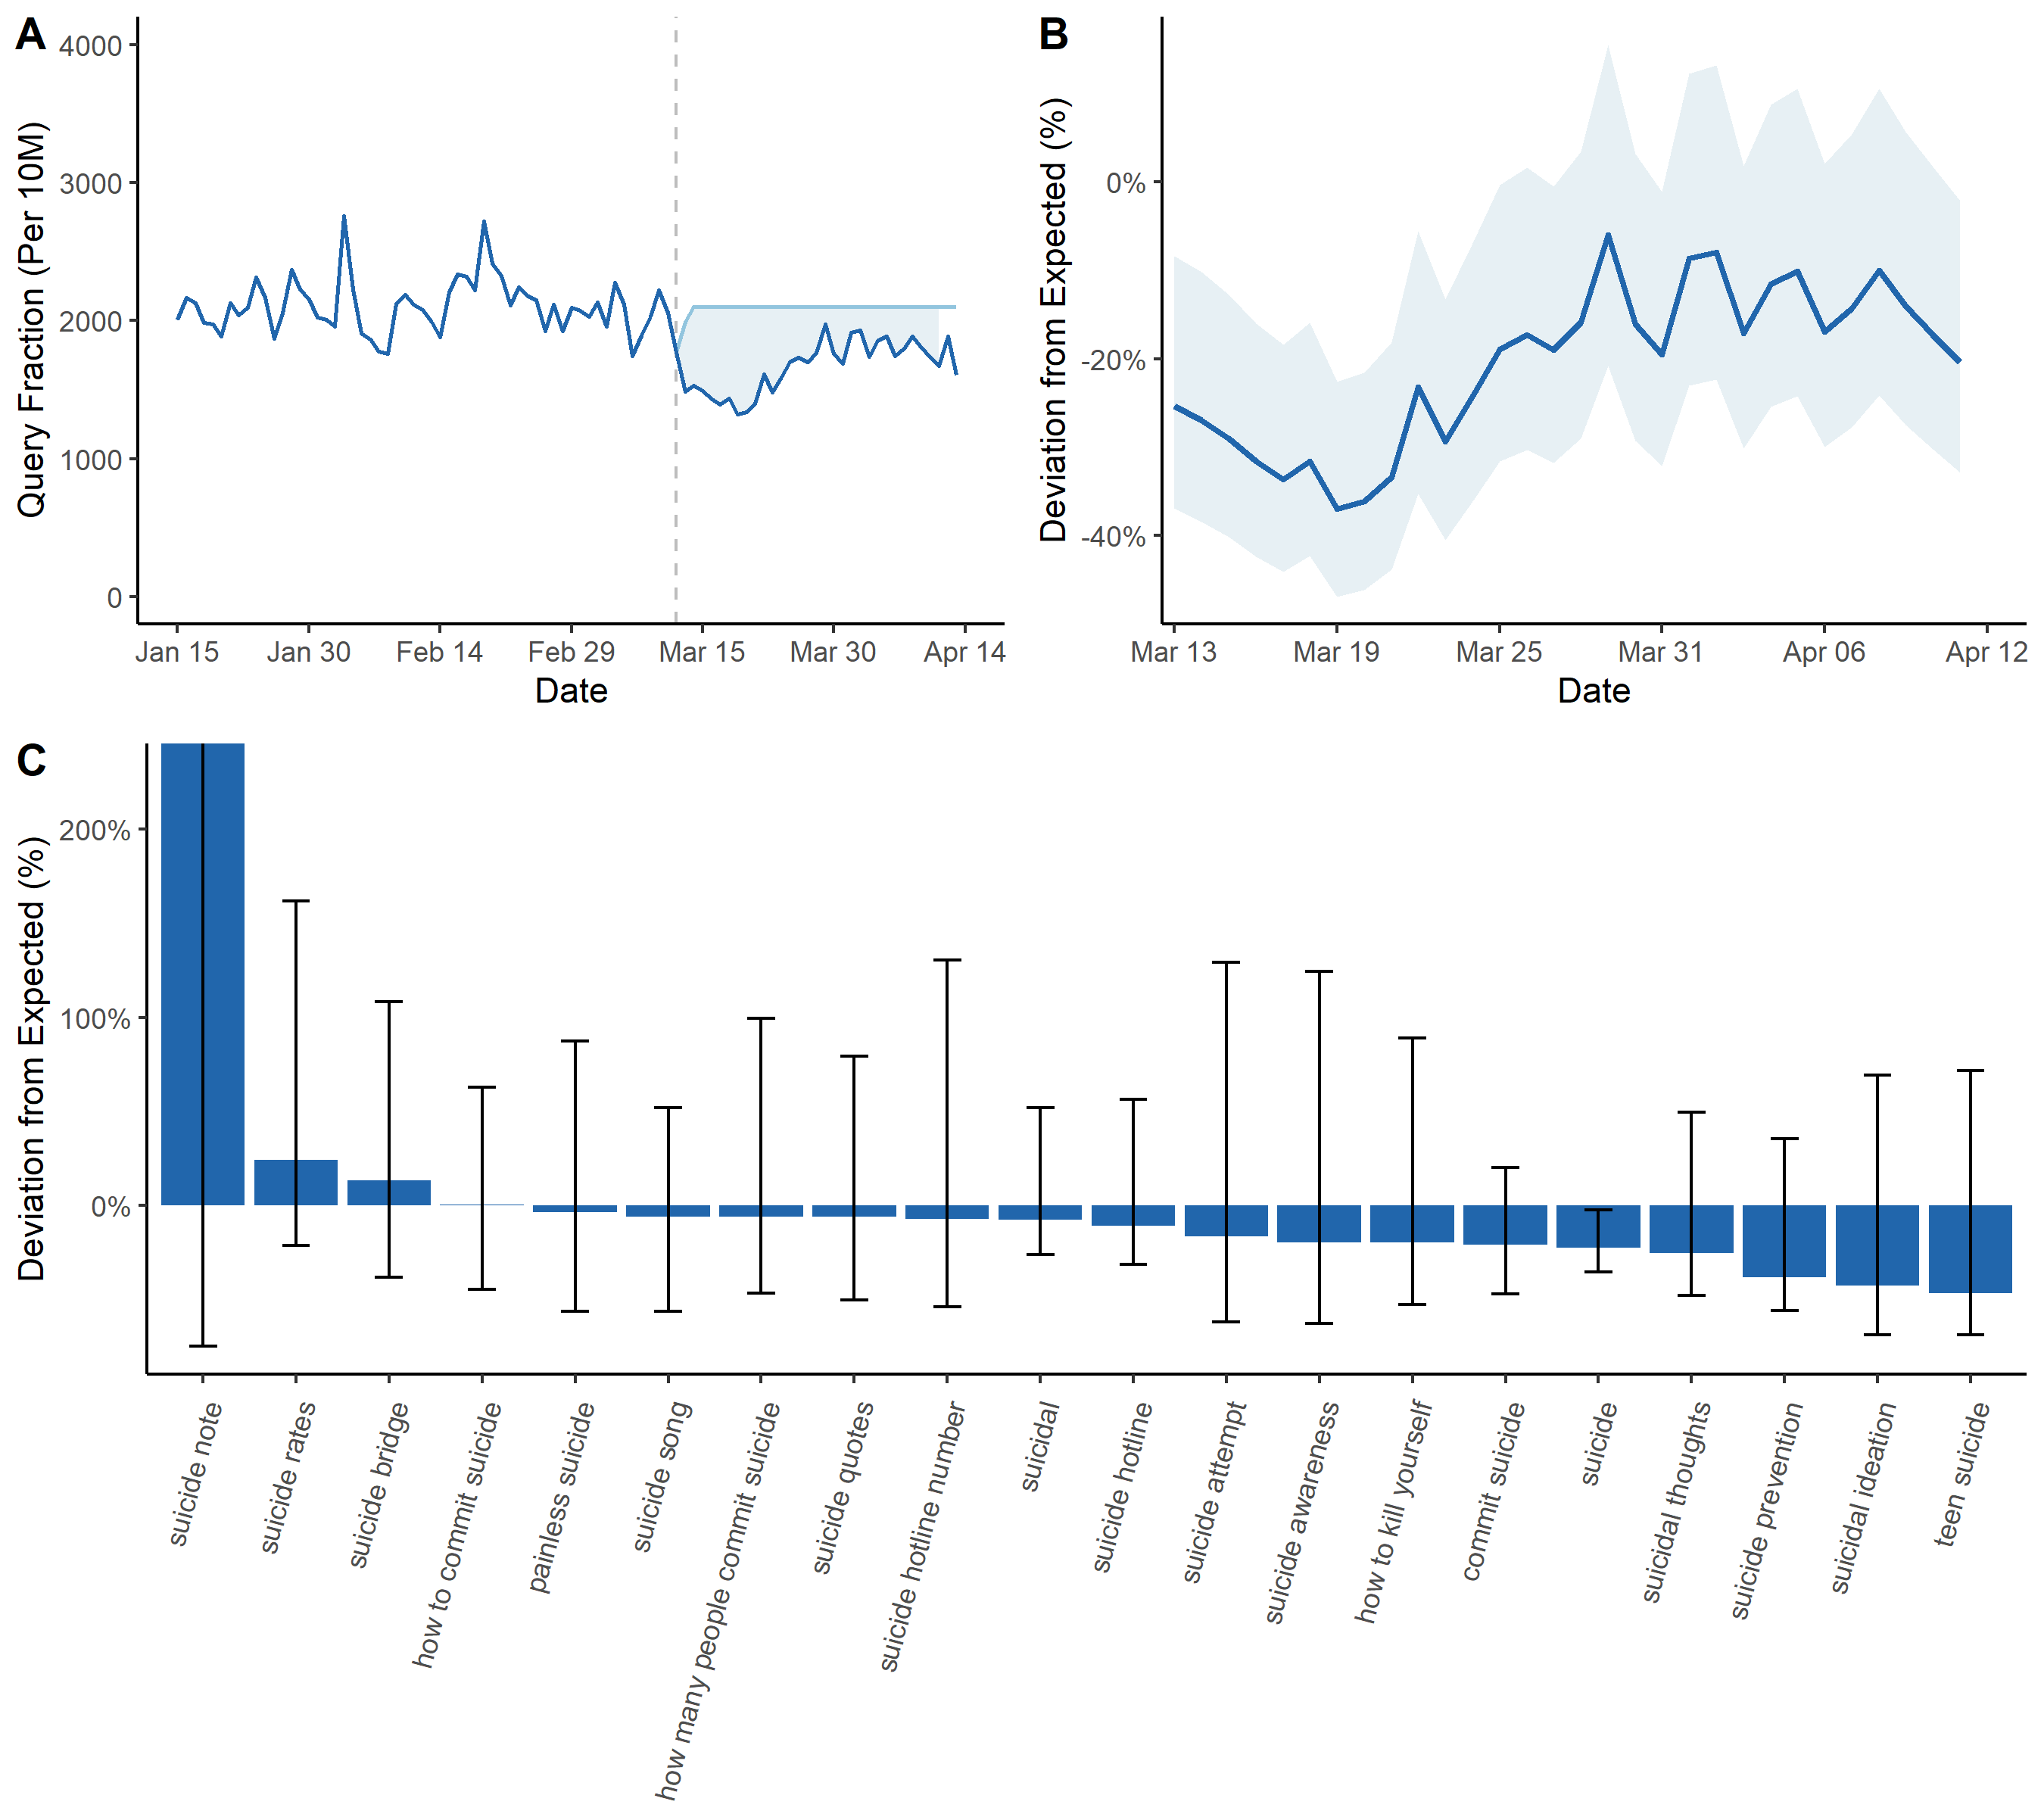 A
Query Fraction (Per 10M)
4000
3000
2000
1000
0
Jan 15 Jan 30 Feb 14 Feb 29 Mar 15 Mar 30 Apr 14
Date
B
Deviation from Expected (%)
0%
-20%
-40%
Mar 13 Mar 19 Mar 25 Mar 31 Apr 06 Apr 12
Date
C
Deviation from Expected (%)
200%
100%
0%
suicide note
suicide rates
suicide bridge
how to commit suicide
painless suicide
suicide song
how many people commit suicide
suicide quotes
suicide hotline number
suicidal
suicide hotline
suicide attempt
suicide awareness
how to kill yourself
commit suicide
suicide
suicidal thoughts
suicide prevention
suicidal ideation
teen suicide